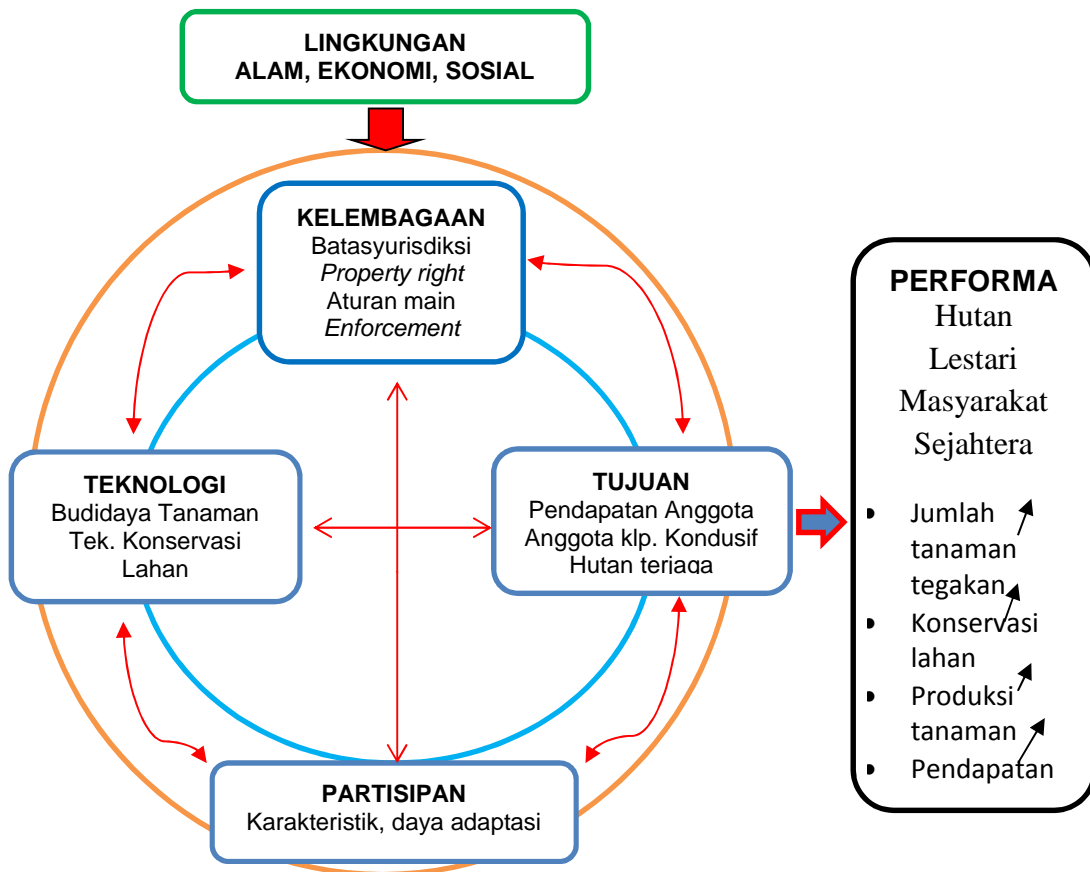 LINGKUNGAN
ALAM, EKONOMI, SOSIAL
KELEMBAGAAN
Batasyurisdiksi
Property right
Aturan main
Enforcement
TEKNOLOGI
Budidaya Tanaman
Tek. Konservasi
Lahan
TUJUAN
Pendapatan Anggota
Anggota klp. Kondusif
Hutan terjaga
PARTISIPAN
Karakteristik, daya adaptasi
PERFORMA
Hutan
Lestari
Masyarakat
Sejahtera
• Jumlah
tanaman
tegakan
• Konservasi
lahan
• Produksi
tanaman
• Pendapatan